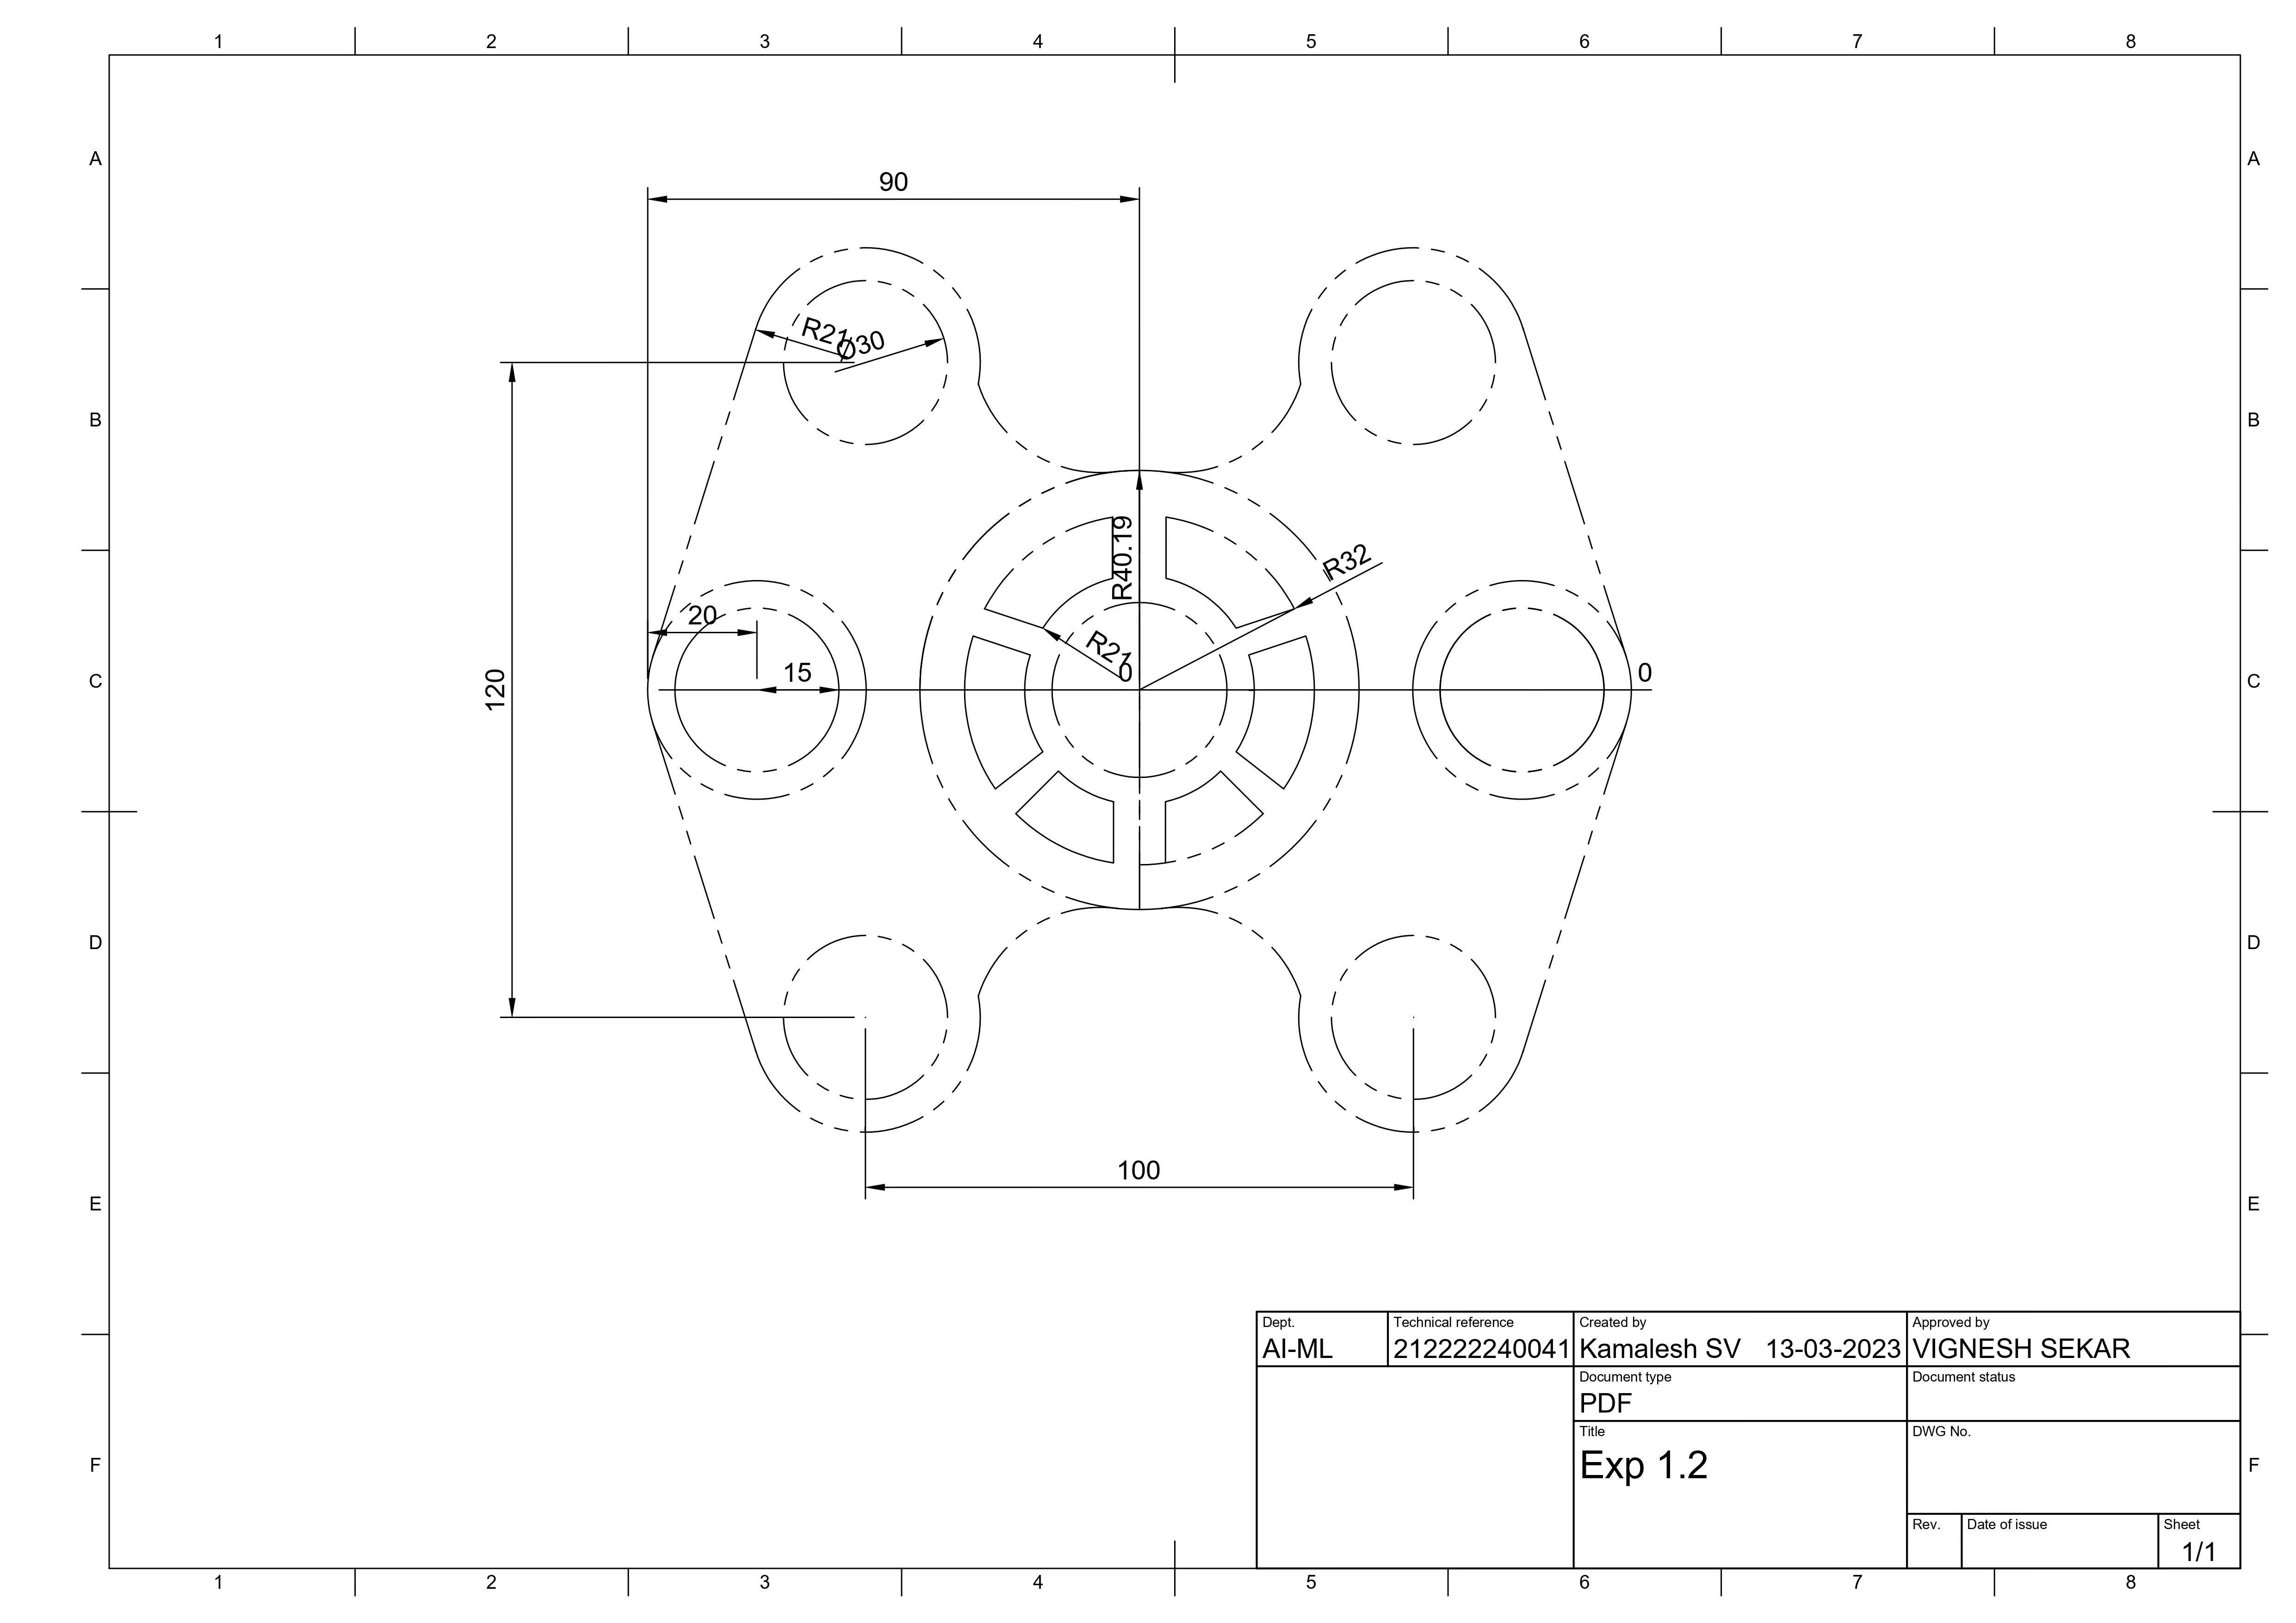 1 2 3 4 5 6 7 8
A A
90
R21
Ø30
B B
R40.19
R32
20
R21
15 0 0
120
C C
D D
100
E E
Dept. Technical reference Created by Approved by
AI-ML 212222240041 Kamalesh SV 13-03-2023 VIGNESH SEKAR
Document type Document status
PDF
Title DWG No.
Exp 1.2
F F
Rev. Date of issue Sheet
1/1
1 2 3 4 5 6 7 8